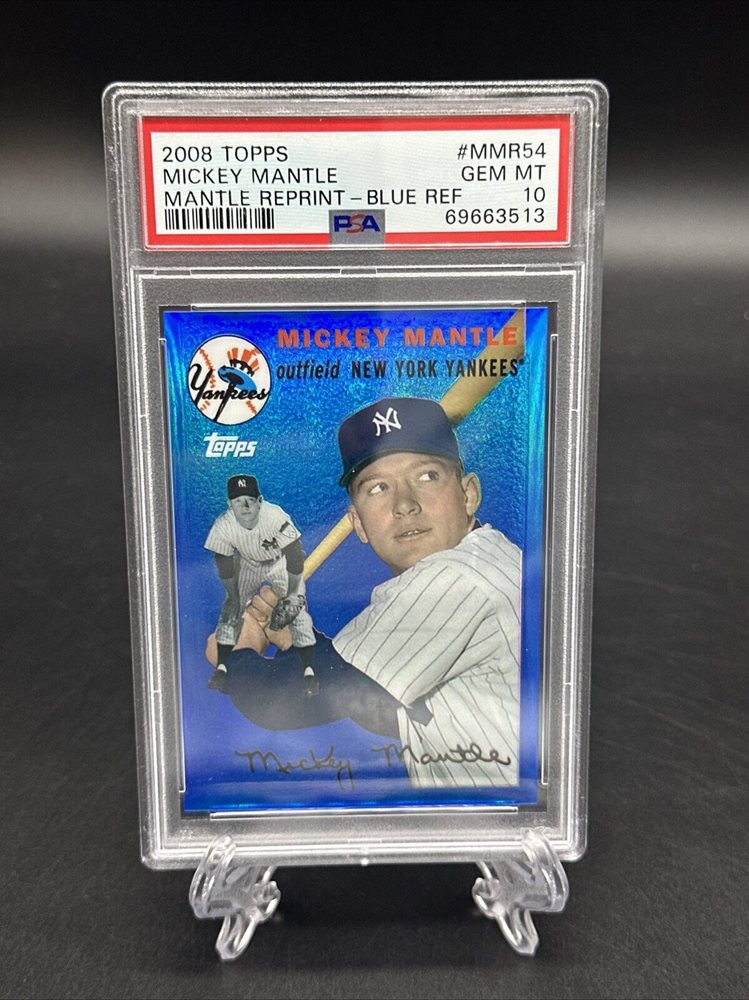 2008 TOPPS #MMR54
MICKEY MANTLE GEM MT
MANTLE REPRINT - BLUE REF 10
PSA 69663513
MICKEY MANTLE
outfield NEW YORK YANKEES
Yankees
Topps
NY
NY
Mickey Mantle